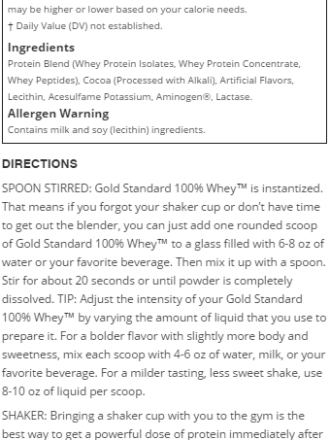 may be higher or lower based on your calorie needs.
† Daily Value (DV) not established.
Ingredients
Protein Blend (Whey Protein Isolates, Whey Protein Concentrate,
Whey Peptides), Cocoa (Processed with Alkali), Artificial Flavors,
Lecithin, Acesulfame Potassium, Aminogen®, Lactase.
Allergen Warning
Contains milk and soy (lecithin) ingredients.
DIRECTIONS
SPOON STIRRED: Gold Standard 100% Whey™ is instantized.
That means if you forgot your shaker cup or don’t have time
to get out the blender, you can just add one rounded scoop
of Gold Standard 100% Whey™ to a glass filled with 6-8 oz of
water or your favorite beverage. Then mix it up with a spoon.
Stir for about 20 seconds or until powder is completely
dissolved. TIP: Adjust the intensity of your Gold Standard
100% Whey™ by varying the amount of liquid that you use to
prepare it. For a bolder flavor with slightly more body and
sweetness, mix each scoop with 4-6 oz of water, milk, or your
favorite beverage. For a milder tasting, less sweet shake, use
8-10 oz of liquid per scoop.
SHAKER: Bringing a shaker cup with you to the gym is the
best way to get a powerful dose of protein immediately after